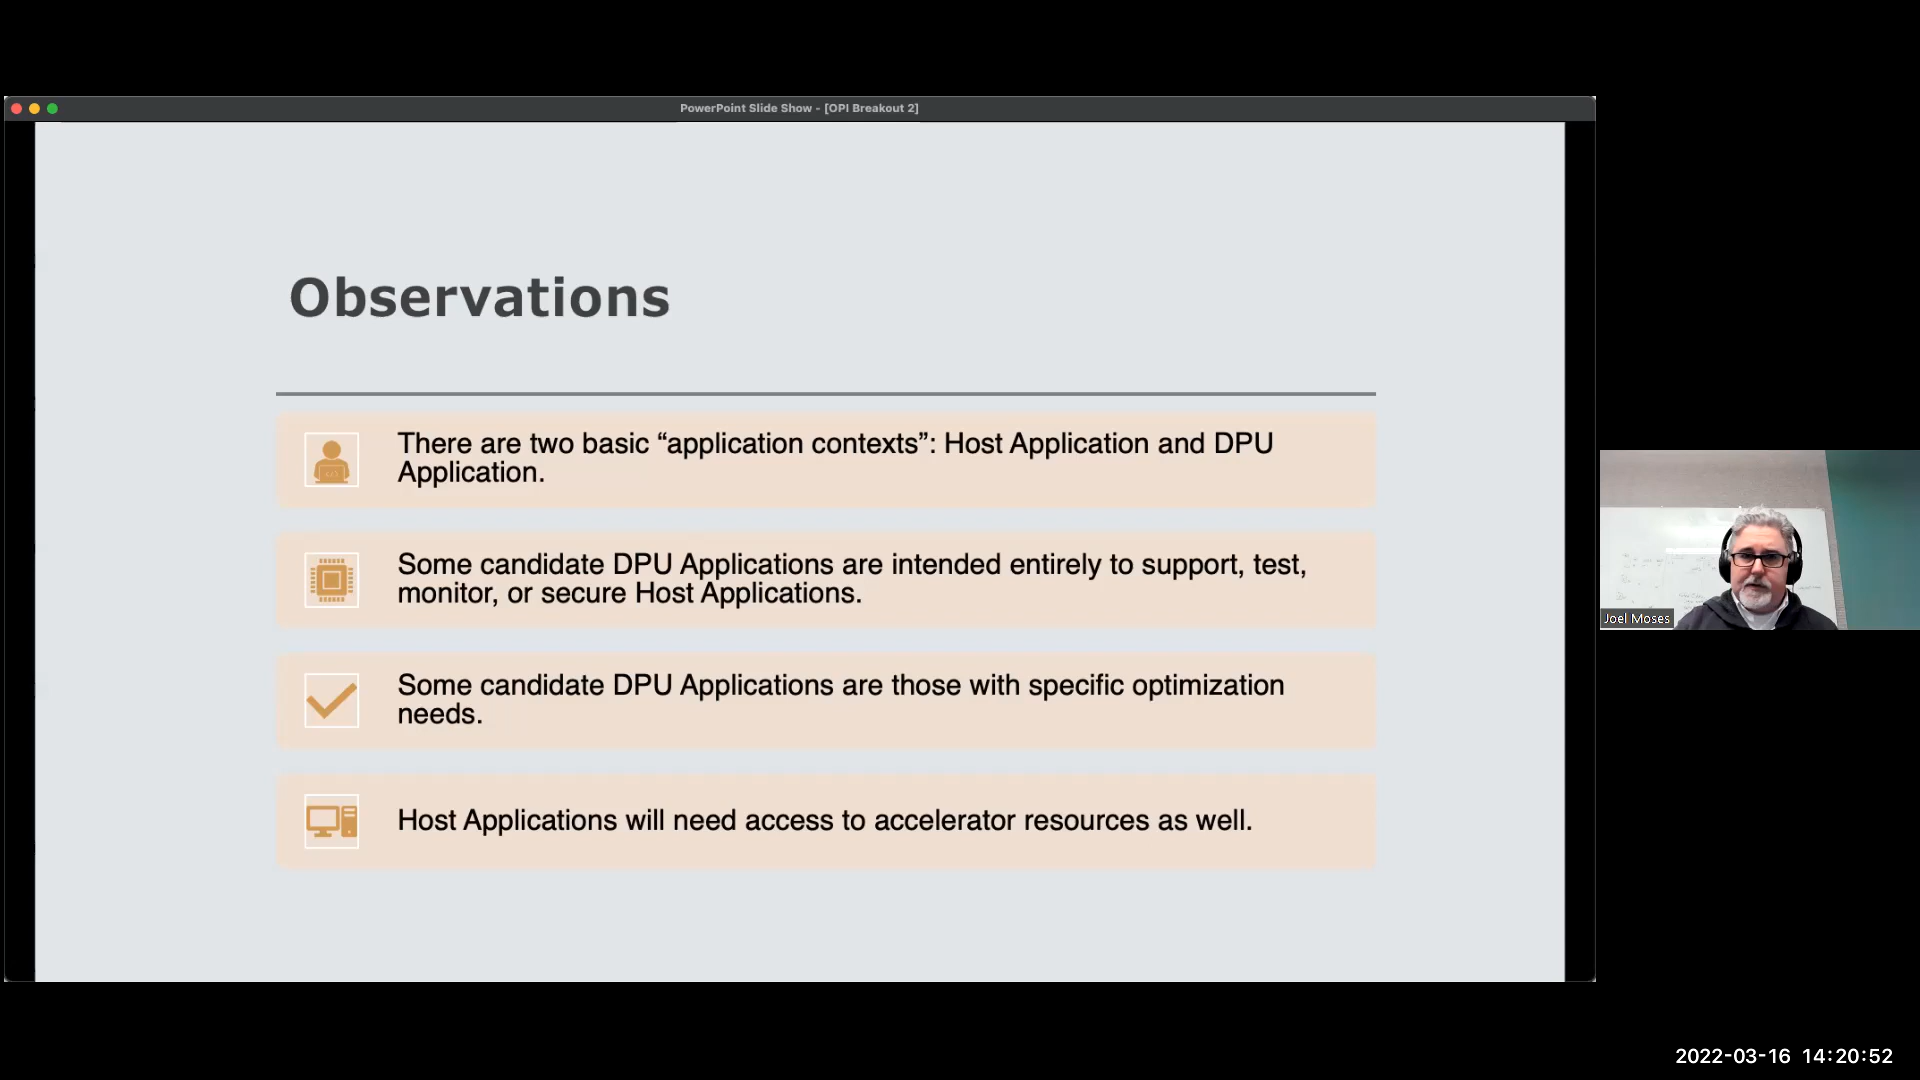 PowerPoint Slide Show - [OPI Breakout 2]
Observations
There are two basic “application contexts”: Host Application and DPU
Application.
Some candidate DPU Applications are intended entirely to support, test,
monitor, or secure Host Applications.
Some candidate DPU Applications are those with specific optimization
needs.
Host Applications will need access to accelerator resources as well.
Joel Moses
2022-03-16 14:20:52